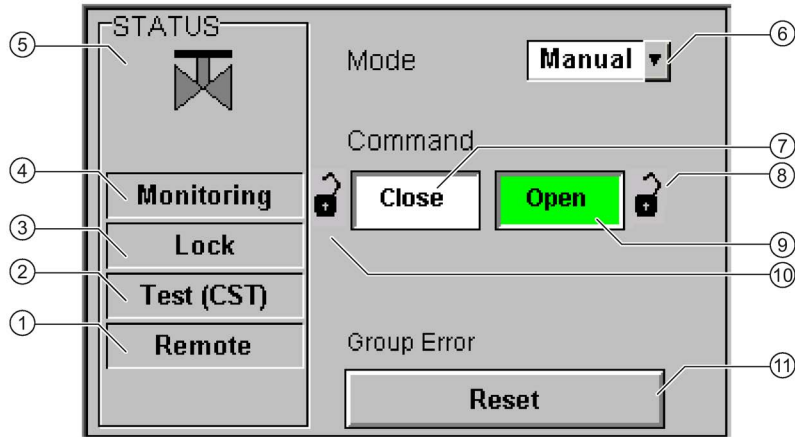 STATUS
⑤
Mode
Manual
⑥
Command
⑦
④
Monitoring
Close
Open
⑧
③
Lock
⑨
②
Test (CST)
⑩
①
Remote
Group Error
Reset
⑪